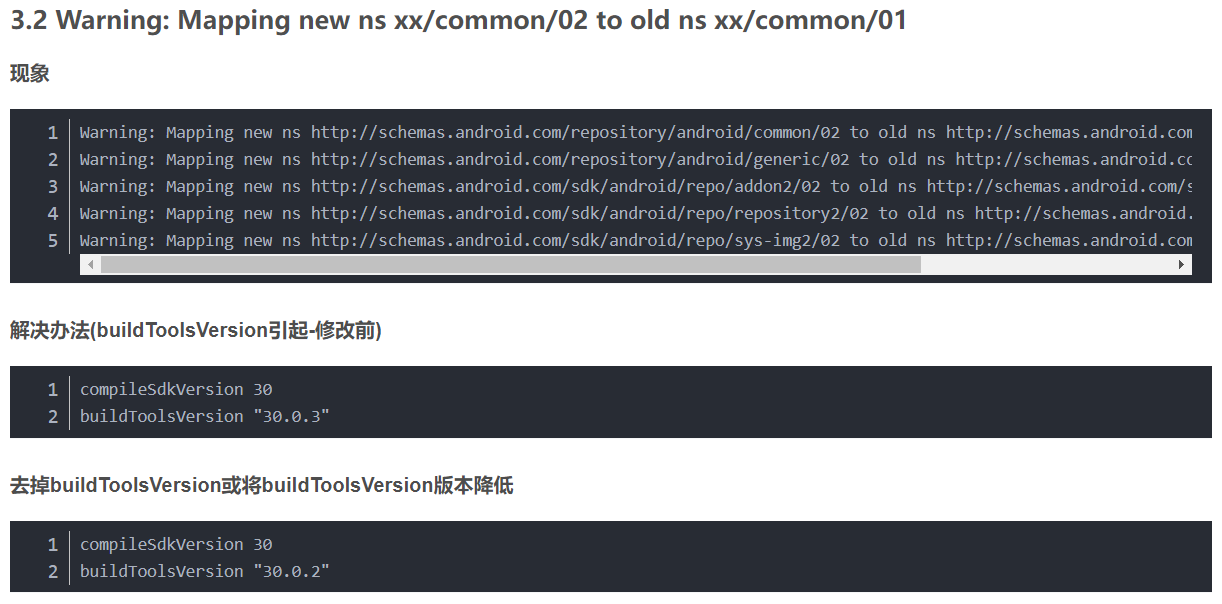 3.2 Warning: Mapping new ns xx/common/02 to old ns xx/common/01
现象
1 Warning: Mapping new ns http://schemas.android.com/repository/android/common/02 to old ns http://schemas.android.com
2 Warning: Mapping new ns http://schemas.android.com/repository/android/generic/02 to old ns http://schemas.android.co
3 Warning: Mapping new ns http://schemas.android.com/sdk/android/repo/addon2/02 to old ns http://schemas.android.com/s
4 Warning: Mapping new ns http://schemas.android.com/sdk/android/repo/repository2/02 to old ns http://schemas.android.
5 Warning: Mapping new ns http://schemas.android.com/sdk/android/repo/sys-img2/02 to old ns http://schemas.android.com
解决办法(buildToolsVersion引起-修改前)
1 compileSdkVersion 30
2 buildToolsVersion "30.0.3"
去掉buildToolsVersion或将buildToolsVersion版本降低
1 compileSdkVersion 30
2 buildToolsVersion "30.0.2"